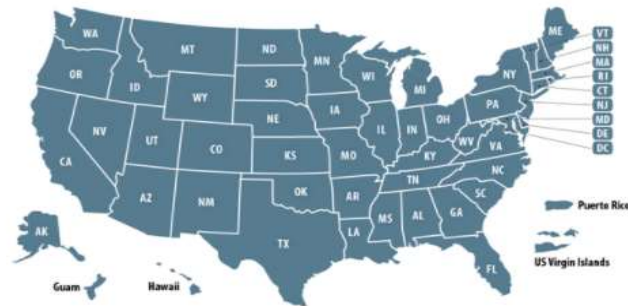 WA
MT
ND
MN
ME
VT
NH
MA
RI
CT
NJ
MD
DE
DC
OR
ID
WY
SD
WI
MI
NY
NV
UT
CO
NE
IA
IL
IN
OH
PA
CA
AZ
NM
KS
MO
KY
WV
VA
OK
AR
TN
NC
SC
TX
LA
MS
AL
GA
FL
AK
Guam
Hawaii
Puerte Rice
US Virgin Islands